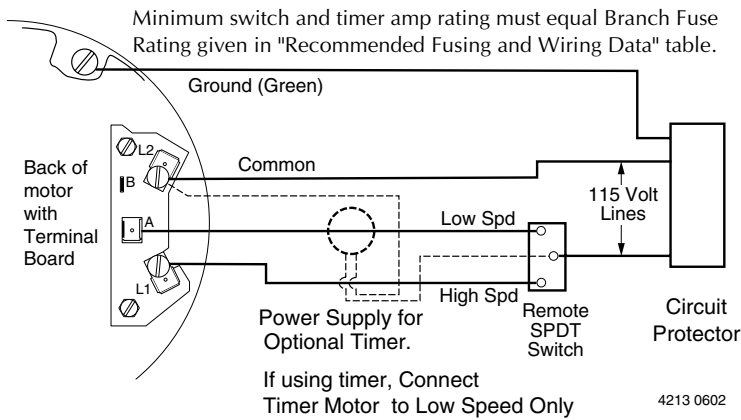 Minimum switch and timer amp rating must equal Branch Fuse
Rating given in "Recommended Fusing and Wiring Data" table.
Ground (Green)
L2
Common
Back of
motor
with
Terminal
Board
B
A
L1
115 Volt
Lines
Low Spd
High Spd
Power Supply for
Optional Timer.
Remote
SPDT
Switch
Circuit
Protector
If using timer, Connect
Timer Motor to Low Speed Only
4213 0602